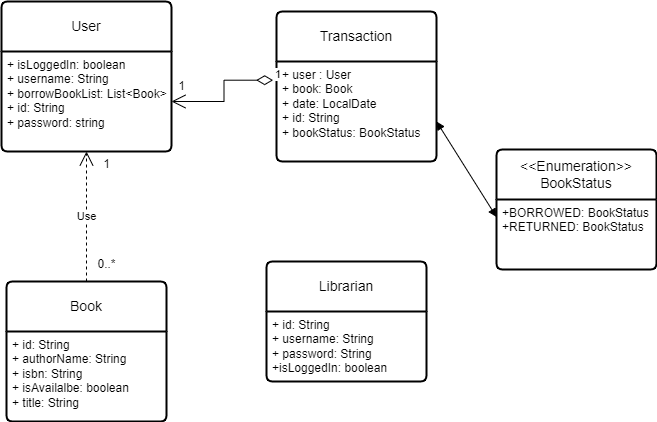 User
+ isLoggedIn: boolean
+ username: String
+ borrowBookList: List<Book>
+ id: String
+ password: string
1
1
Transaction
+ user : User
+ book: Book
+ date: LocalDate
+ id: String
+ bookStatus: BookStatus
<<Enumeration>>
BookStatus
+BORROWED: BookStatus
+RETURNED: BookStatus
1
Use
0..*
Book
+ id: String
+ authorName: String
+ isbn: String
+ isAvailalbe: boolean
+ title: String
Librarian
+ id: String
+ username: String
+ password: String
+isLoggedIn: boolean